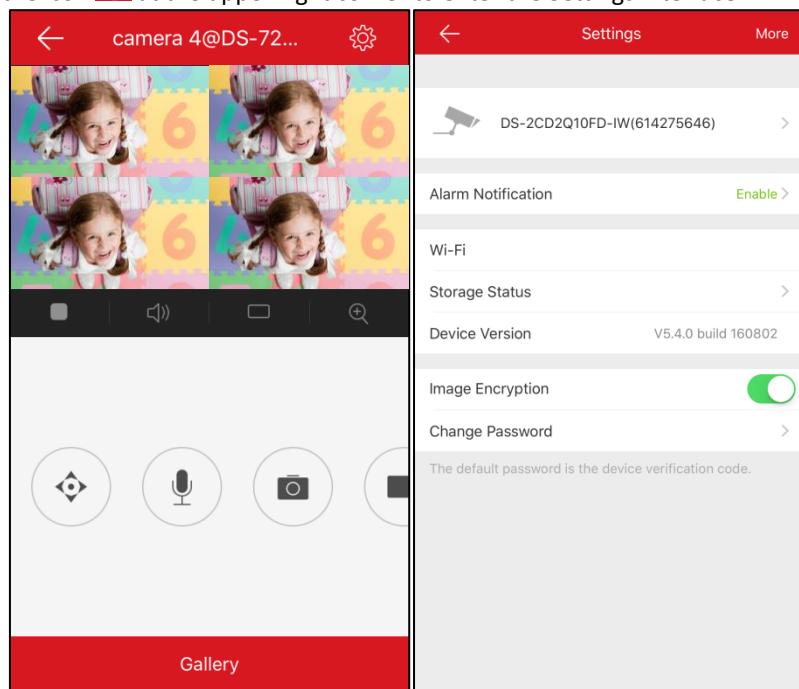 camera 4@DS-72...
Gallery
Settings
More
DS-2CD2Q10FD-IW(614275646)
Alarm Notification
Enable
Wi-Fi
Storage Status
Device Version
V5.4.0 build 160802
Image Encryption
Change Password
The default password is the device verification code.